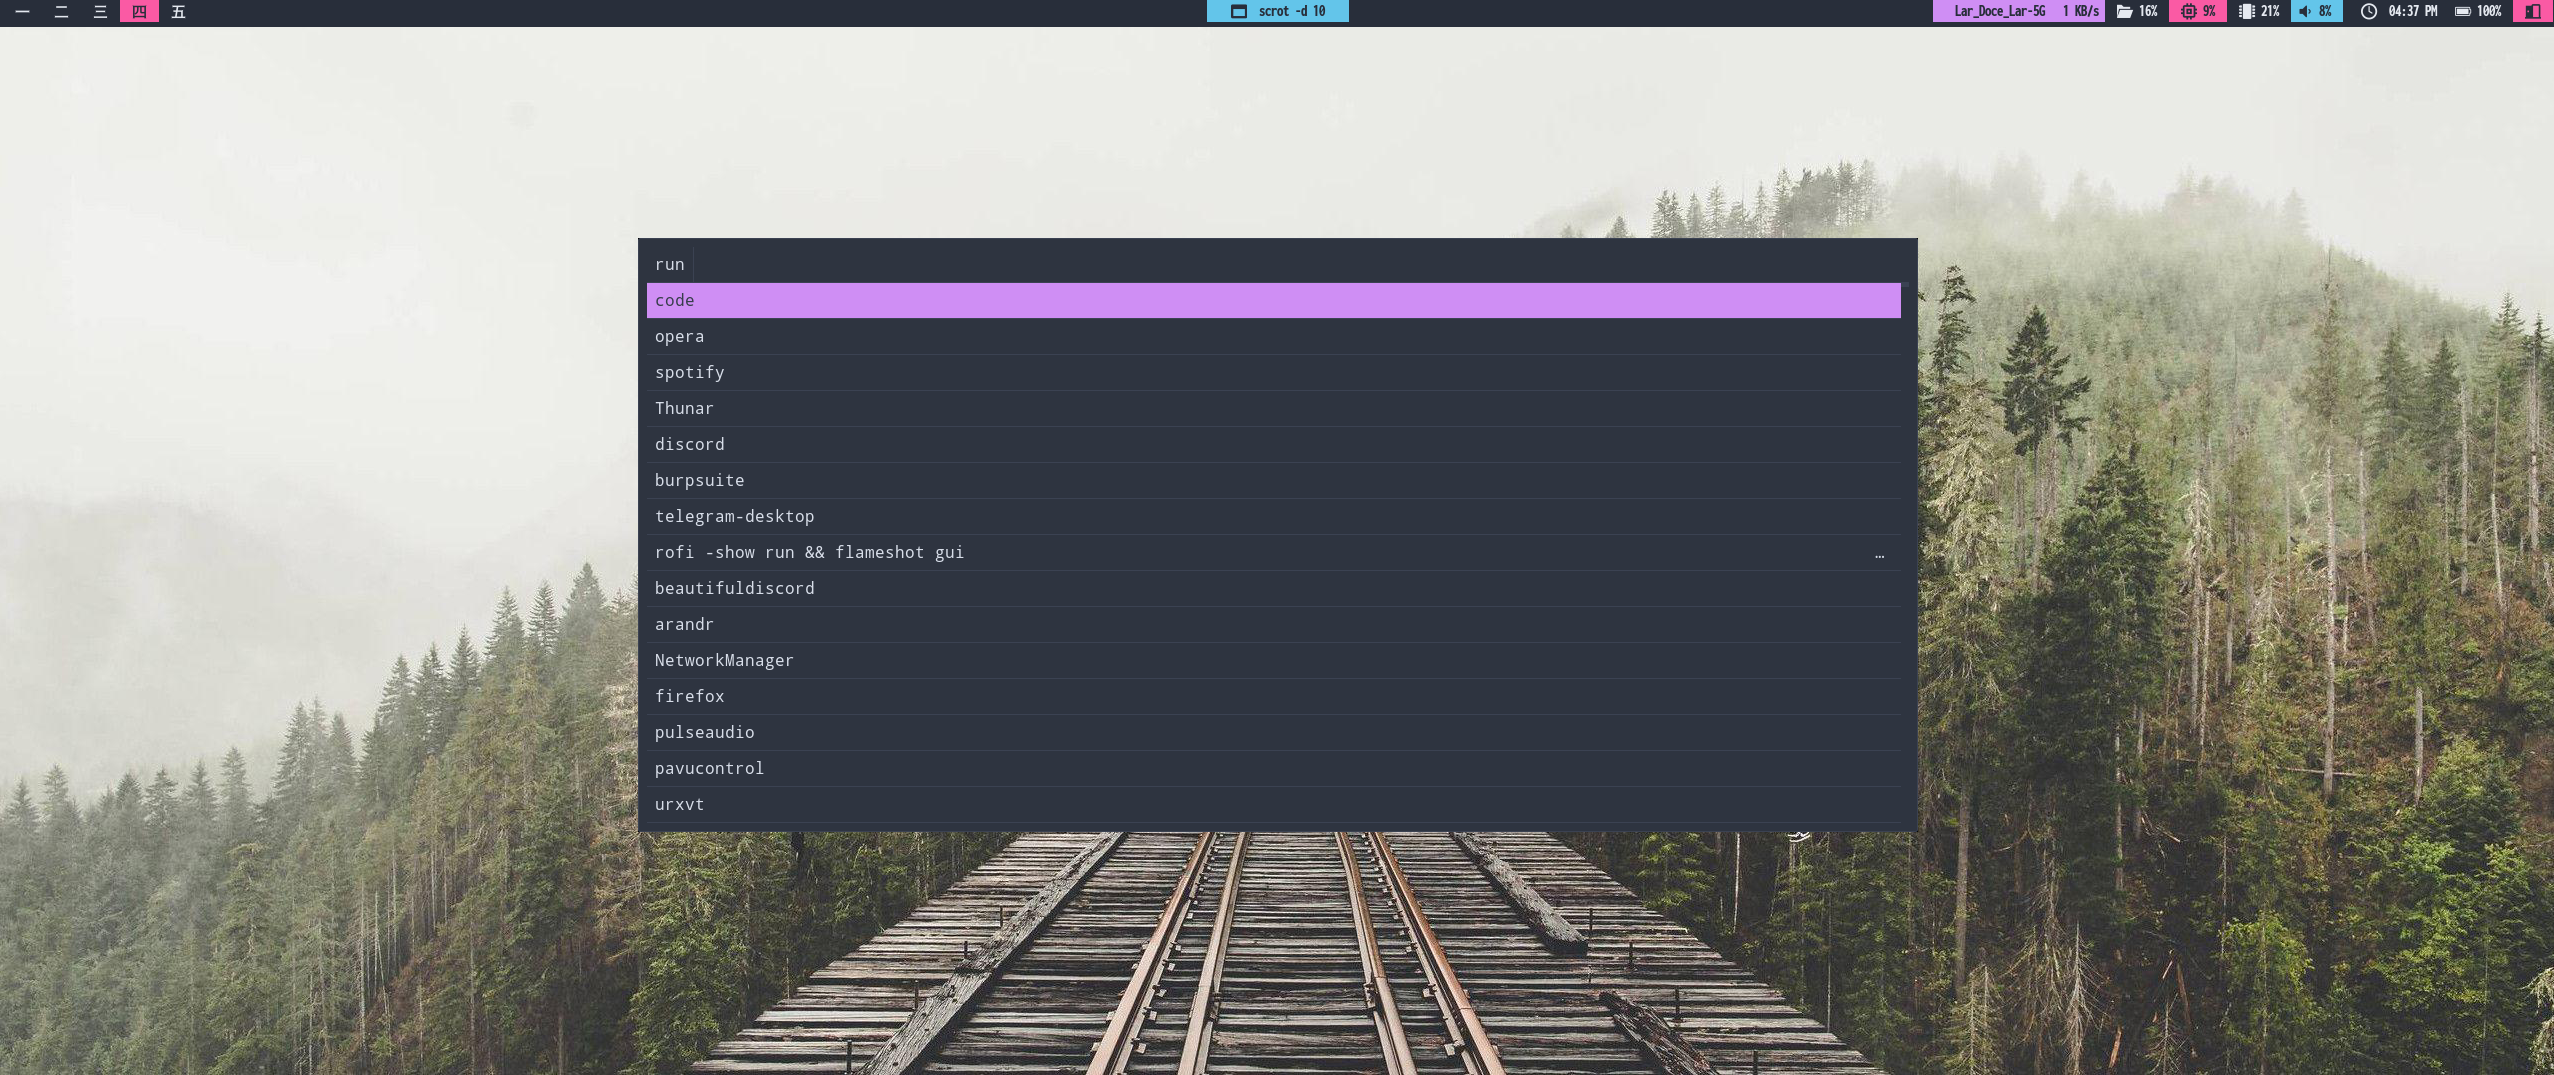 一 二 三 四 五 scrot -d 10 Lar_Doce_Lar-5G 1 KB/s 16% 9% 21% 8% 04:37 PM 100%
run
code
opera
spotify
Thunar
discord
burpsuite
telegram-desktop
rofi -show run && flameshot gui …
beautifuldiscord
arandr
NetworkManager
firefox
pulseaudio
pavucontrol
urxvt